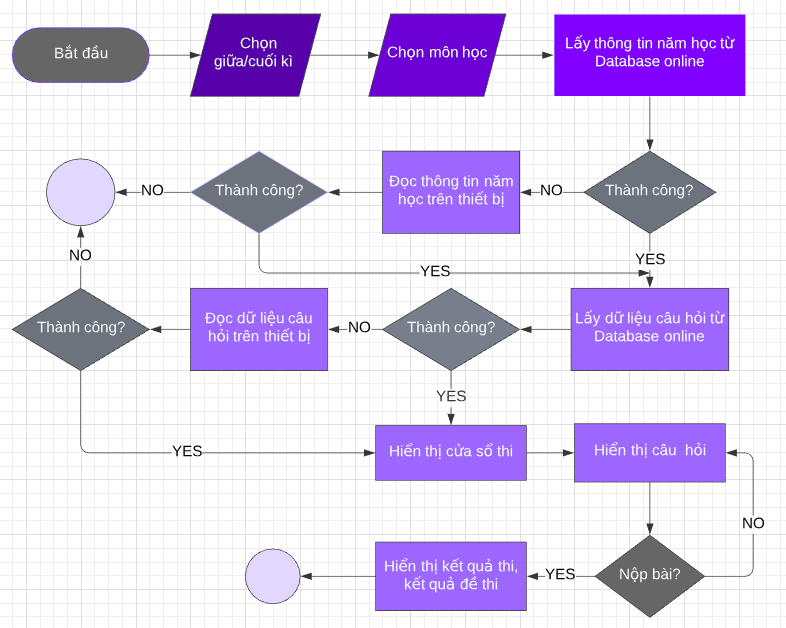 Bắt đầu
Chọn
giữa/cuối kì
Chọn môn học
Lấy thông tin năm học từ
Database online
NO
Thành công?
Đọc thông tin năm
học trên thiết bị
NO
Thành công?
NO
YES
YES
Thành công?
Đọc dữ liệu câu
hỏi trên thiết bị
NO
Thành công?
Lấy dữ liệu câu hỏi từ
Database online
YES
YES
Hiển thị cửa sổ thi
Hiển thị câu  hỏi
NO
Hiển thị kết quả thi,
kết quả đề thi
YES
Nộp bài?